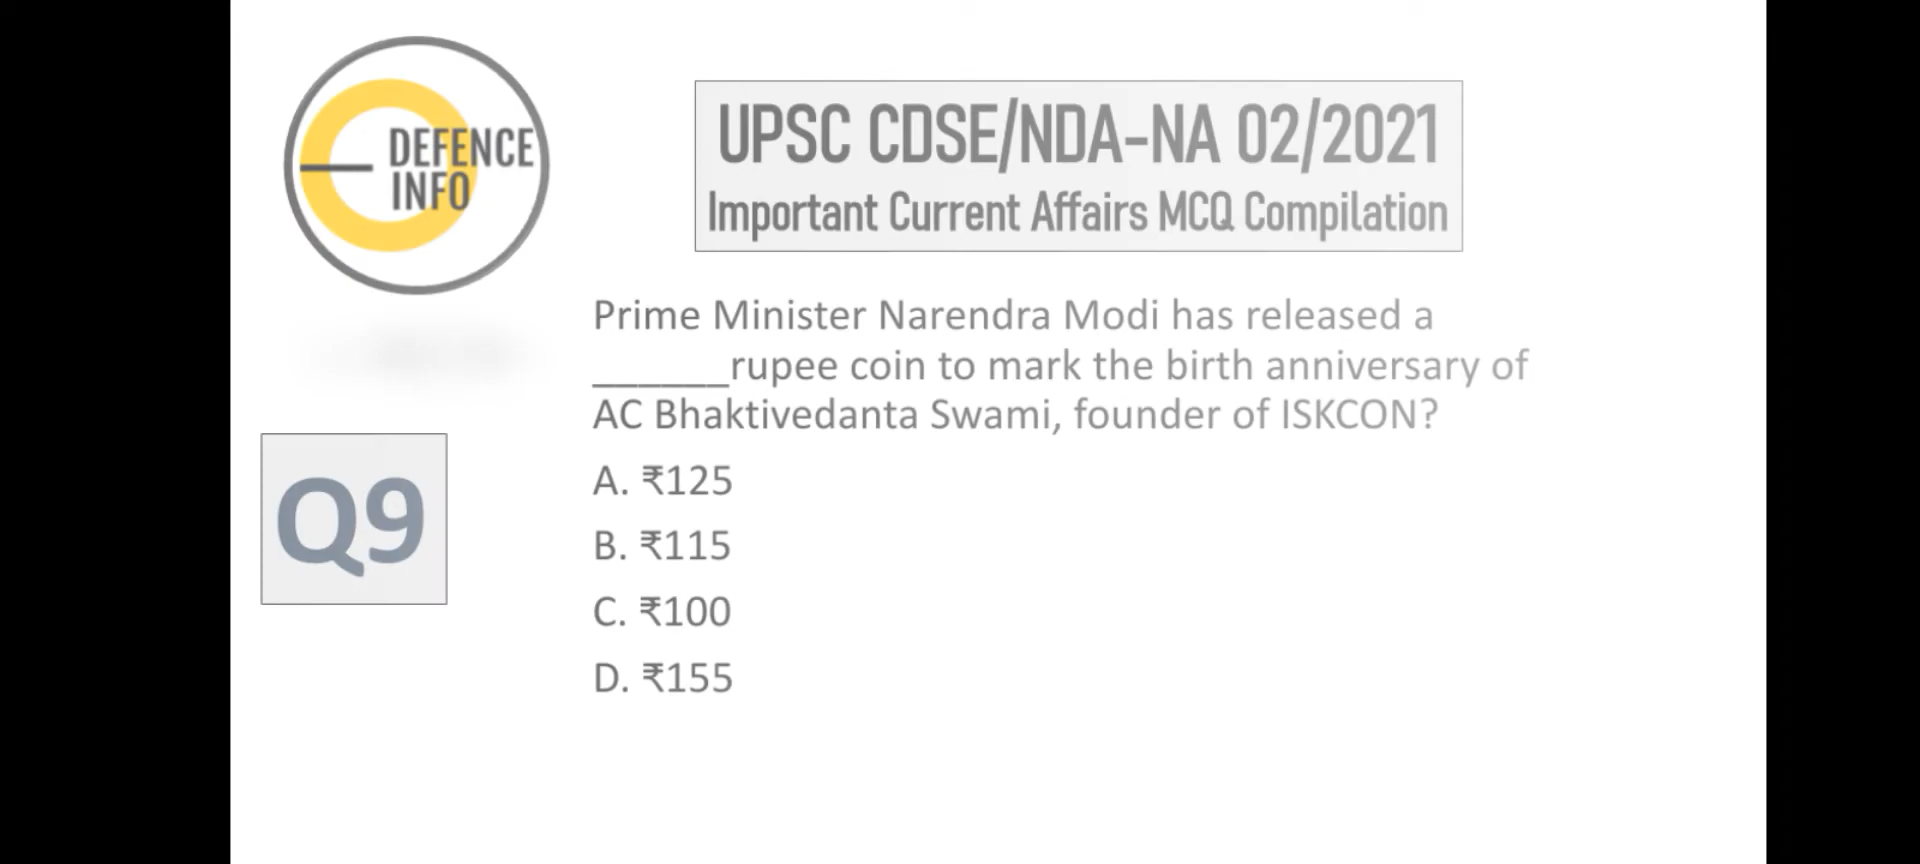 DEFENCE
INFO
UPSC CDSE/NDA-NA 02/2021
Important Current Affairs MCQ Compilation
Prime Minister Narendra Modi has released a
______rupee coin to mark the birth anniversary of
AC Bhaktivedanta Swami, founder of ISKCON?
Q9
A. ₹125
B. ₹115
C. ₹100
D. ₹155